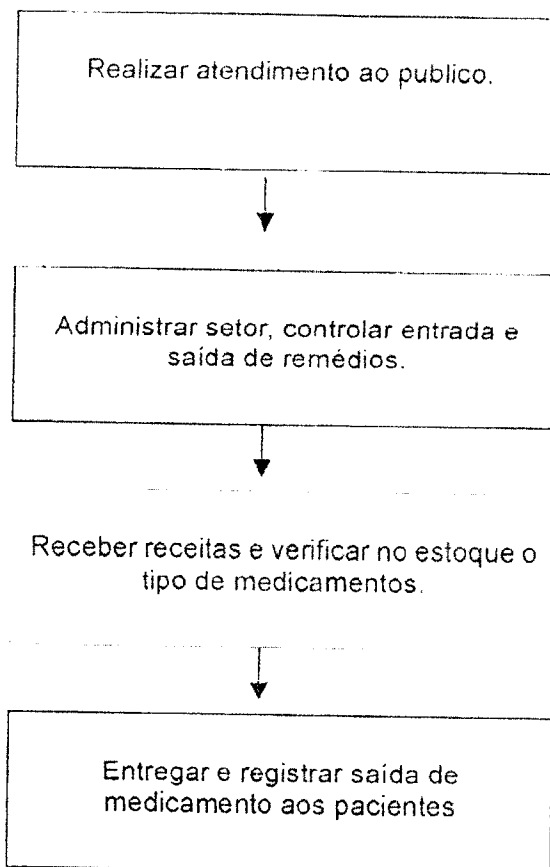 Realizar atendimento ao publico.
Administrar setor, controlar entrada e
saída de remédios.
Receber receitas e verificar no estoque o
tipo de medicamentos.
Entregar e registrar saída de
medicamento aos pacientes